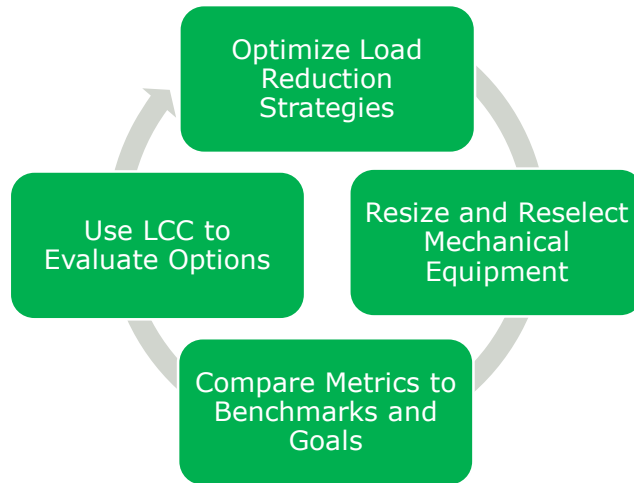 Optimize Load
Reduction
Strategies
Resize and Reselect
Mechanical
Equipment
Compare Metrics to
Benchmarks and
Goals
Use LCC to
Evaluate Options